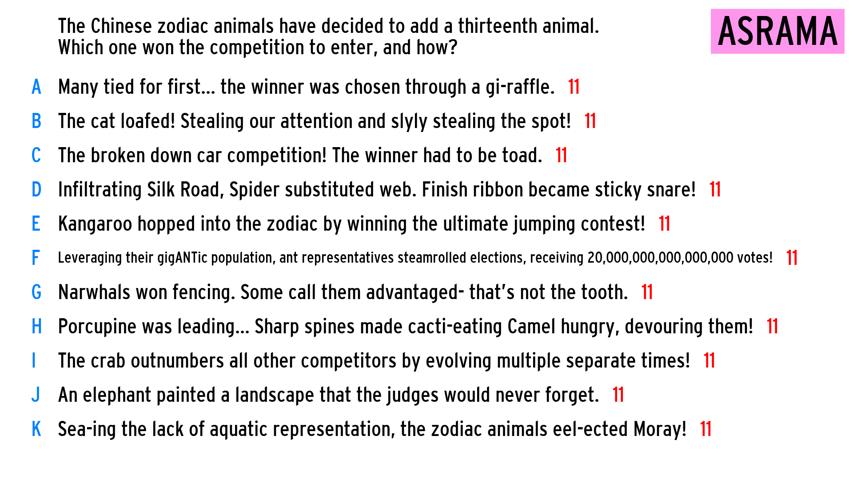 The Chinese zodiac animals have decided to add a thirteenth animal.
Which one won the competition to enter, and how?
ASRAMA
A Many tied for first... the winner was chosen through a gi-raffle. 11
B The cat loafed! Stealing our attention and slyly stealing the spot! 11
C The broken down car competition! The winner had to be toad. 11
D Infiltrating Silk Road, Spider substituted web. Finish ribbon became sticky snare! 11
E Kangaroo hopped into the zodiac by winning the ultimate jumping contest! 11
F Leveraging their gigANTic population, ant representatives steamrolled elections, receiving 20,000,000,000,000,000 votes! 11
G Narwhals won fencing. Some call them advantaged- that's not the tooth. 11
H Porcupine was leading... Sharp spines made cacti-eating Camel hungry, devouring them! 11
I The crab outnumbers all other competitors by evolving multiple separate times! 11
J An elephant painted a landscape that the judges would never forget. 11
K Sea-ing the lack of aquatic representation, the zodiac animals eel-ected Moray! 11